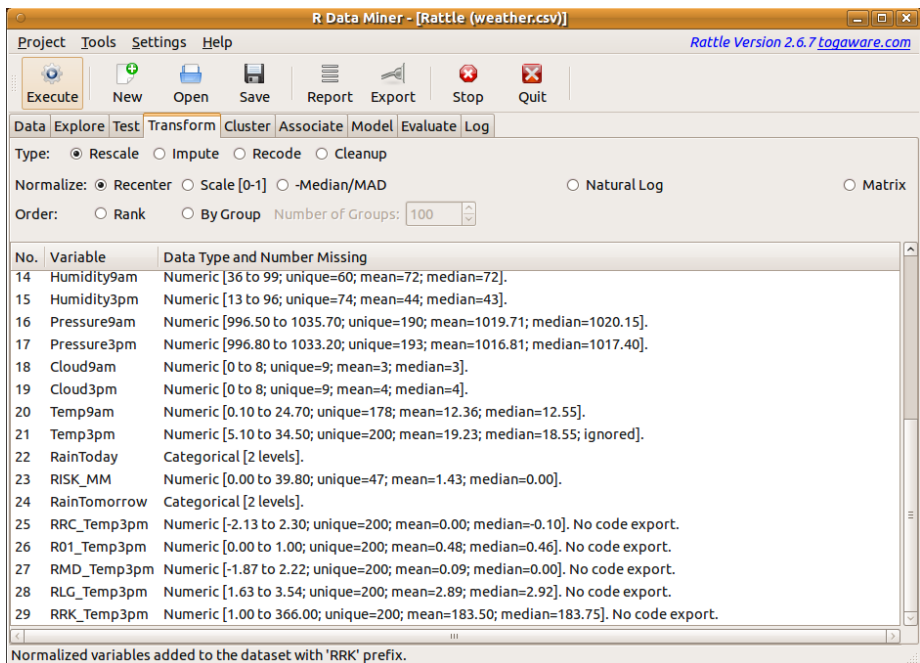 R Data Miner - [Rattle (weather.csv)]
Project Tools Settings Help Rattle Version 2.6.7 togaware.com
Execute New Open Save Report Export Stop Quit
Data Explore Test Transform Cluster Associate Model Evaluate Log
Type: Rescale Impute Recode Cleanup
Normalize: Recenter Scale [0-1] -Median/MAD Natural Log Matrix
Order: Rank By Group Number of Groups: 100
No. Variable Data Type and Number Missing
14 Humidity9am Numeric [36 to 99; unique=60; mean=72; median=72].
15 Humidity3pm Numeric [13 to 96; unique=74; mean=44; median=43].
16 Pressure9am Numeric [996.50 to 1035.70; unique=190; mean=1019.71; median=1020.15].
17 Pressure3pm Numeric [996.80 to 1033.20; unique=193; mean=1016.81; median=1017.40].
18 Cloud9am Numeric [0 to 8; unique=9; mean=3; median=3].
19 Cloud3pm Numeric [0 to 8; unique=9; mean=4; median=4].
20 Temp9am Numeric [0.10 to 24.70; unique=178; mean=12.36; median=12.55].
21 Temp3pm Numeric [5.10 to 34.50; unique=200; mean=19.23; median=18.55; ignored].
22 RainToday Categorical [2 levels].
23 RISK_MM Numeric [0.00 to 39.80; unique=47; mean=1.43; median=0.00].
24 RainTomorrow Categorical [2 levels].
25 RRC_Temp3pm Numeric [-2.13 to 2.30; unique=200; mean=0.00; median=-0.10]. No code export.
26 R01_Temp3pm Numeric [0.00 to 1.00; unique=200; mean=0.48; median=0.46]. No code export.
27 RMD_Temp3pm Numeric [-1.87 to 2.22; unique=200; mean=0.09; median=0.00]. No code export.
28 RLG_Temp3pm Numeric [1.63 to 3.54; unique=200; mean=2.89; median=2.92]. No code export.
29 RRK_Temp3pm Numeric [1.00 to 366.00; unique=200; mean=183.50; median=183.75]. No code export.
Normalized variables added to the dataset with 'RRK' prefix.